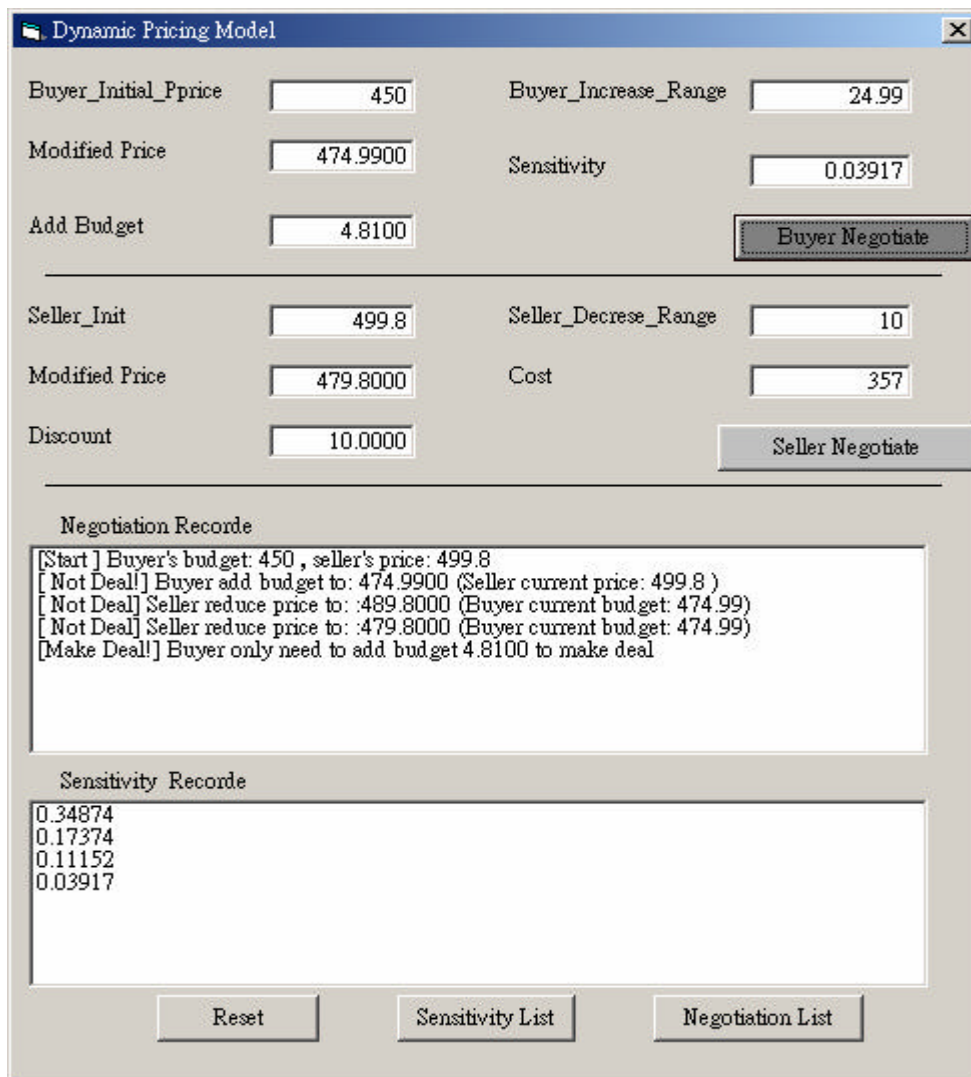 Dynamic Pricing Model
Buyer_Initial_Pprice 450 Buyer_Increase_Range 24.99
Modified Price 474.9900 Sensitivity 0.03917
Add Budget 4.8100 Buyer Negotiate
Seller_Init 499.8 Seller_Decrese_Range 10
Modified Price 479.8000 Cost 357
Discount 10.0000 Seller Negotiate
Negotiation Recorde
[Start ] Buyer's budget: 450 , seller's price: 499.8
[ Not Deal!] Buyer add budget to: 474.9900 (Seller current price: 499.8 )
[ Not Deal] Seller reduce price to: :489.8000 (Buyer current budget: 474.99)
[ Not Deal] Seller reduce price to: :479.8000 (Buyer current budget: 474.99)
[Make Deal!] Buyer only need to add budget 4.8100 to make deal
Sensitivity Recorde
0.34874
0.17374
0.11152
0.03917
Reset Sensitivity List Negotiation List